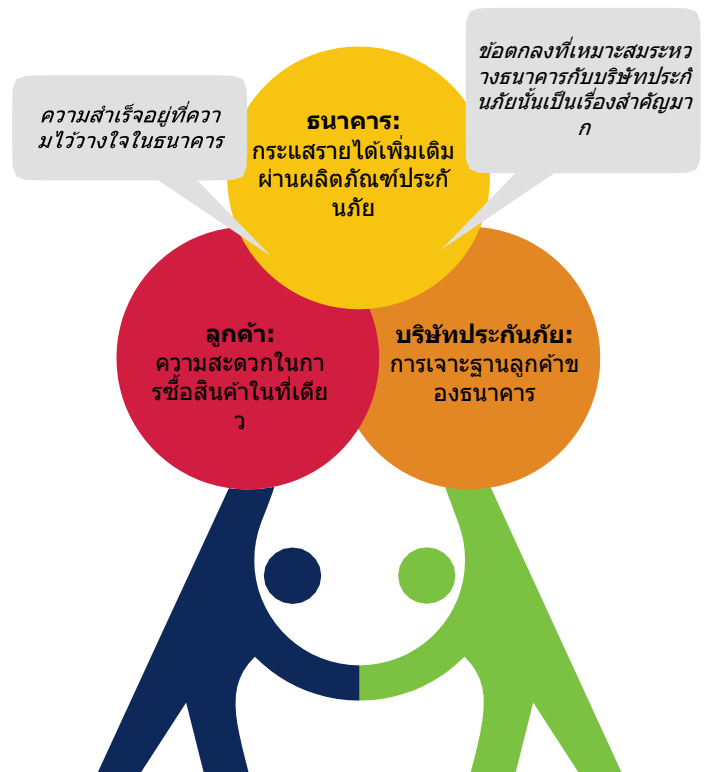 ความสำเร็จอยู่ที่ควา
มไว้วางใจในธนาคาร
ข้อตกลงที่เหมาะสมระหว
างธนาคารกับบริษัทประกั
นภัยนั้นเป็นเรื่องสำคัญมา
ก
ธนาคาร:
กระแสรายได้เพิ่มเติม
ผ่านผลิตภัณฑ์ประกั
นภัย
ลูกค้า:
ความสะดวกในกา
รซื้อสินค้าในที่เดีย
ว
บริษัทประกันภัย:
การเจาะฐานลูกค้าข
องธนาคาร